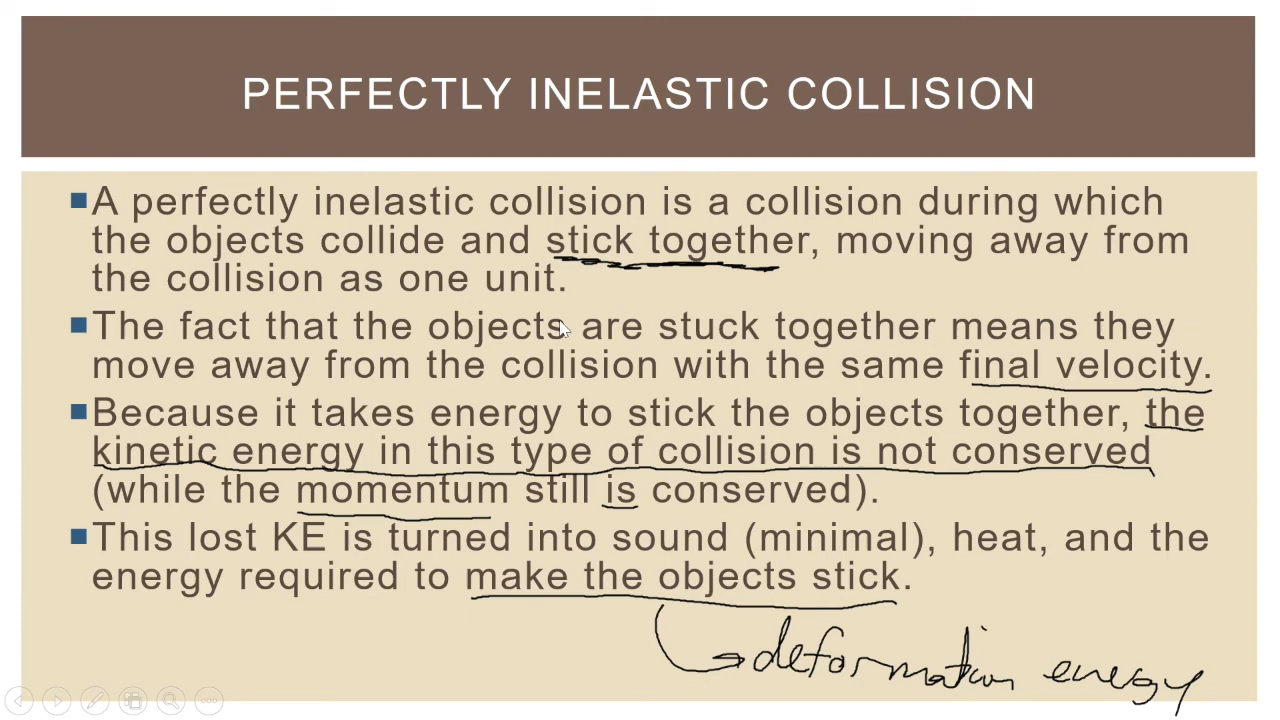 PERFECTLY INELASTIC COLLISION
A perfectly inelastic collision is a collision during which
the objects collide and stick together, moving away from
the collision as one unit.
The fact that the objects are stuck together means they
move away from the collision with the same final velocity.
Because it takes energy to stick the objects together, the
kinetic energy in this type of collision is not conserved
(while the momentum still is conserved).
This lost KE is turned into sound (minimal), heat, and the
energy required to make the objects stick.
deformation energy